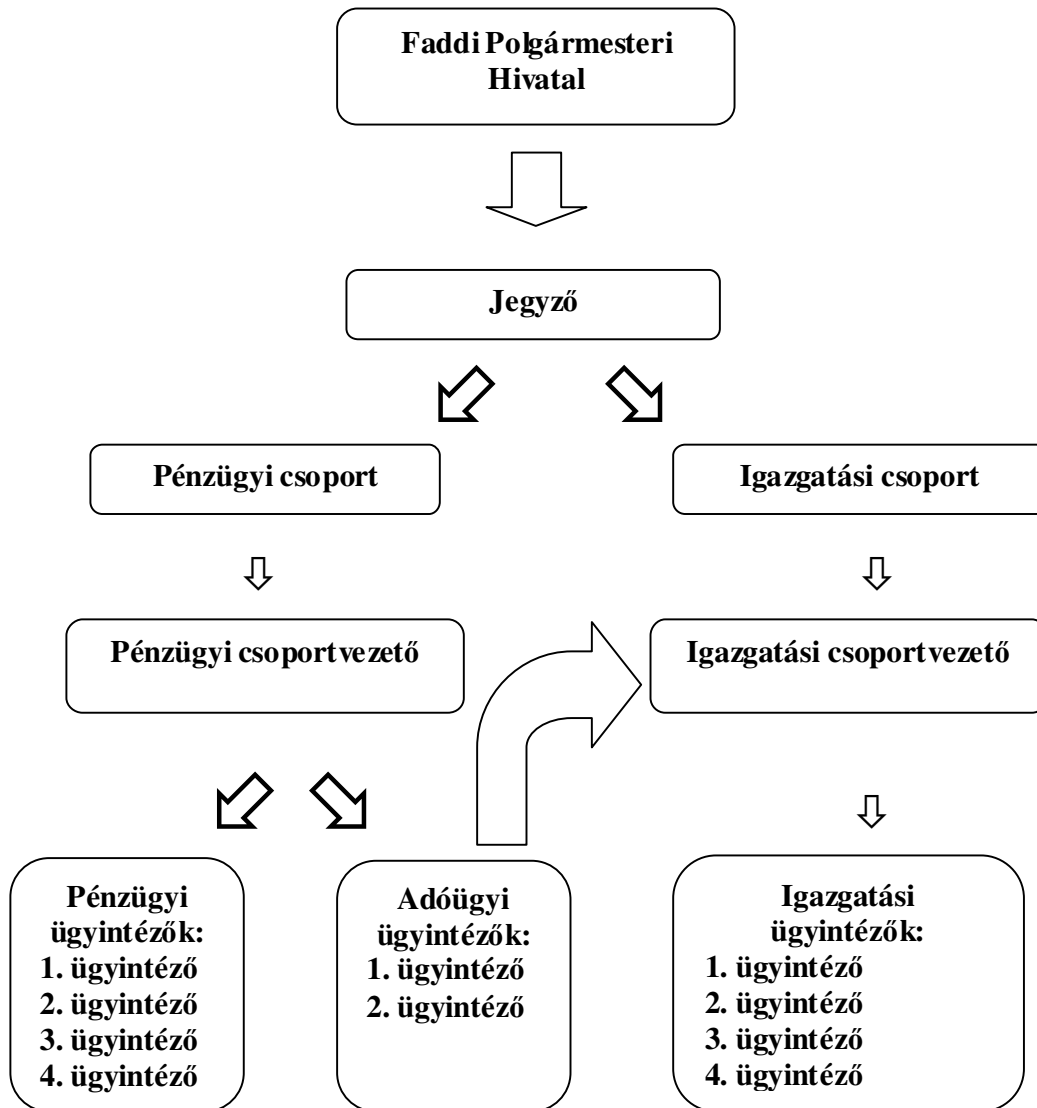 Faddi Polgármesteri
Hivatal
Jegyző
Pénzügyi csoport
Igazgatási csoport
Pénzügyi csoportvezető
Igazgatási csoportvezető
Pénzügyi
ügyintézők:
1. ügyintéző
2. ügyintéző
3. ügyintéző
4. ügyintéző
Adóügyi
ügyintézők:
1. ügyintéző
2. ügyintéző
Igazgatási
ügyintézők:
1. ügyintéző
2. ügyintéző
3. ügyintéző
4. ügyintéző